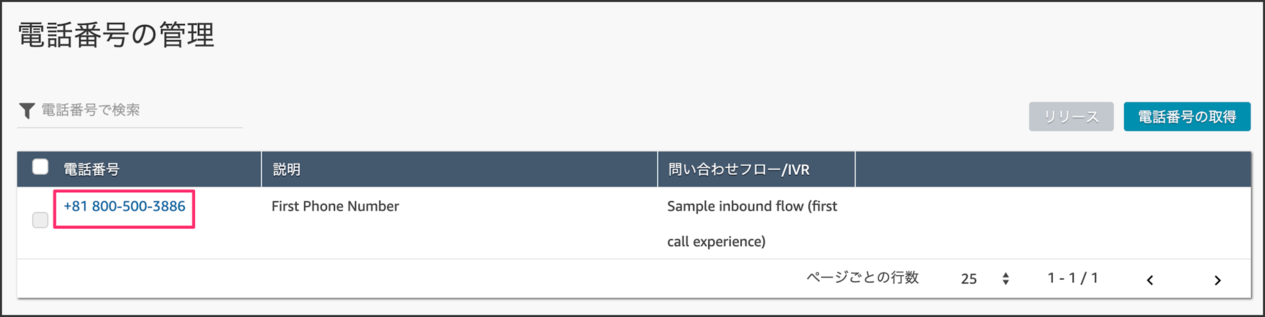 電話番号の管理
電話番号で検索
リリース
電話番号の取得
電話番号 説明 問い合わせフロー/IVR
+81 800-500-3886 First Phone Number Sample inbound flow (first
call experience)
ページごとの行数 25 1 - 1 / 1